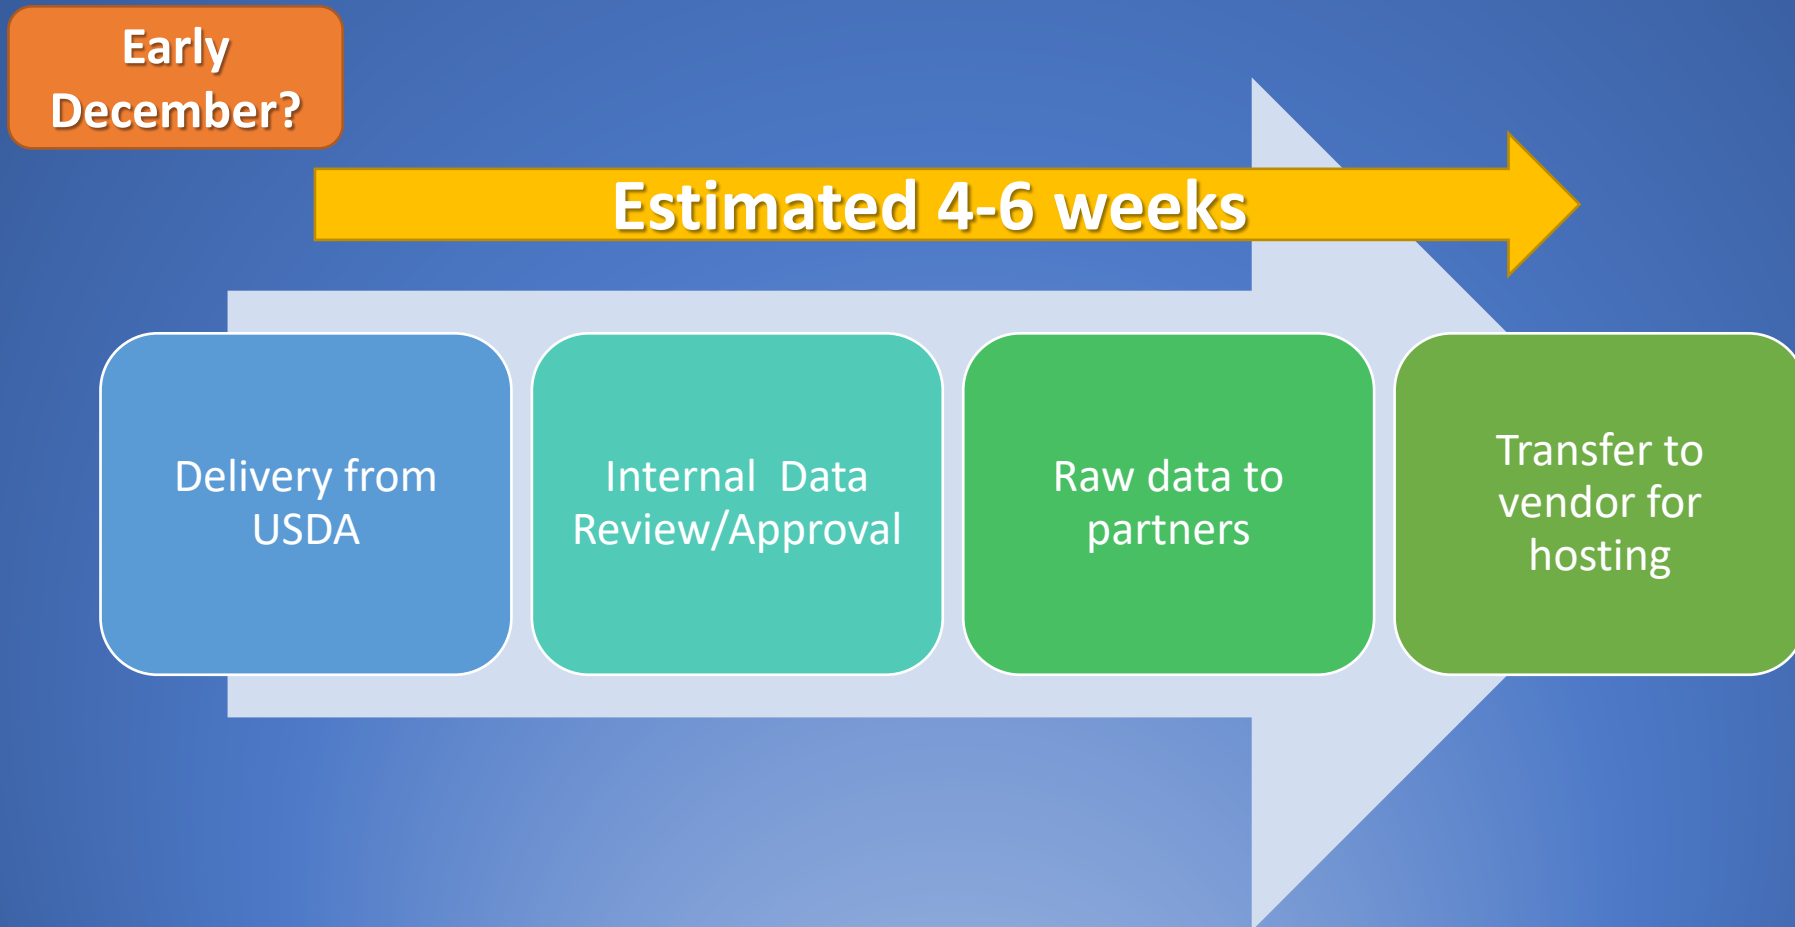 Early
December?
Estimated 4-6 weeks
Delivery from
USDA
Internal  Data
Review/Approval
Raw data to
partners
Transfer to
vendor for
hosting